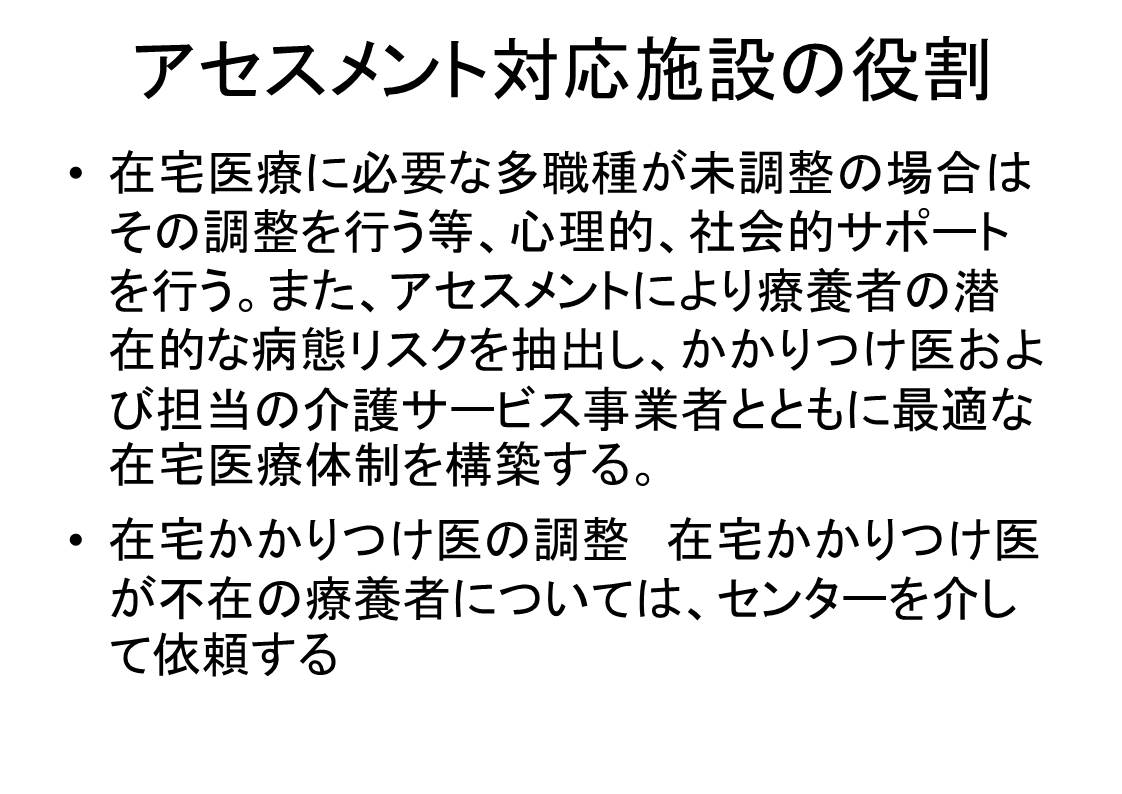 アセスメント対応施設の役割
• 在宅医療に必要な多職種が未調整の場合は
その調整を行う等、心理的、社会的サポート
を行う。また、アセスメントにより療養者の潜
在的な病態リスクを抽出し、かかりつけ医およ
び担当の介護サービス事業者とともに最適な
在宅医療体制を構築する。
• 在宅かかりつけ医の調整　在宅かかりつけ医
が不在の療養者については、センターを介し
て依頼する